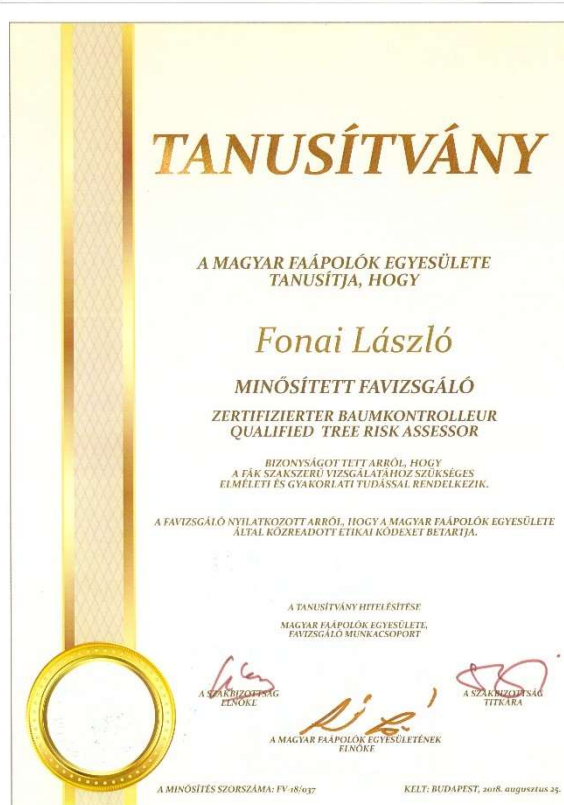 TANUSÍTVÁNY
A MAGYAR FAÁPOLÓK EGYESÜLETE
TANUSÍTJA, HOGY
Fonai László
MINŐSÍTETT FAVIZSGÁLÓ
ZERTIFIZIERTER BAUMKONTROLLEUR
QUALIFIED TREE RISK ASSESSOR
BIZONYSÁGOT TETT ARRÓL, HOGY
A FÁK SZAKSZERŰ VIZSGÁLATÁHOZ SZÜKSÉGES
ELMÉLETI ÉS GYAKORLATI TUDÁSSAL RENDELKEZIK.
A FAVIZSGÁLÓ NYILATKOZOTT ARRÓL, HOGY A MAGYAR FAÁPOLÓK EGYESÜLETE
ÁLTAL KÖZREADOTT ETIKAI KÓDEXET BETARTJA.
A TANUSÍTVÁNY HITELESÍTÉSE
MAGYAR FAÁPOLÓK EGYESÜLETE,
FAVIZSGÁLÓ MUNKACSOPORT
A SZAKBIZOTTSÁG
ELNÖKE
A SZAKBIZOTTSÁG
TITKÁRA
A MAGYAR FAÁPOLÓK EGYESÜLETÉNEK
ELNÖKE
A MINŐSÍTÉS SZORSZÁMA: FV-18/037
KELT: BUDAPEST, 2018. augusztus 25.